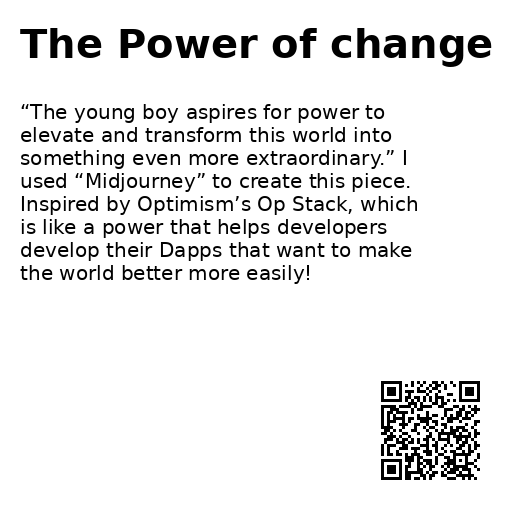 The Power of change
“The young boy aspires for power to
elevate and transform this world into
something even more extraordinary.” I
used “Midjourney” to create this piece.
Inspired by Optimism’s Op Stack, which
is like a power that helps developers
develop their Dapps that want to make
the world better more easily!